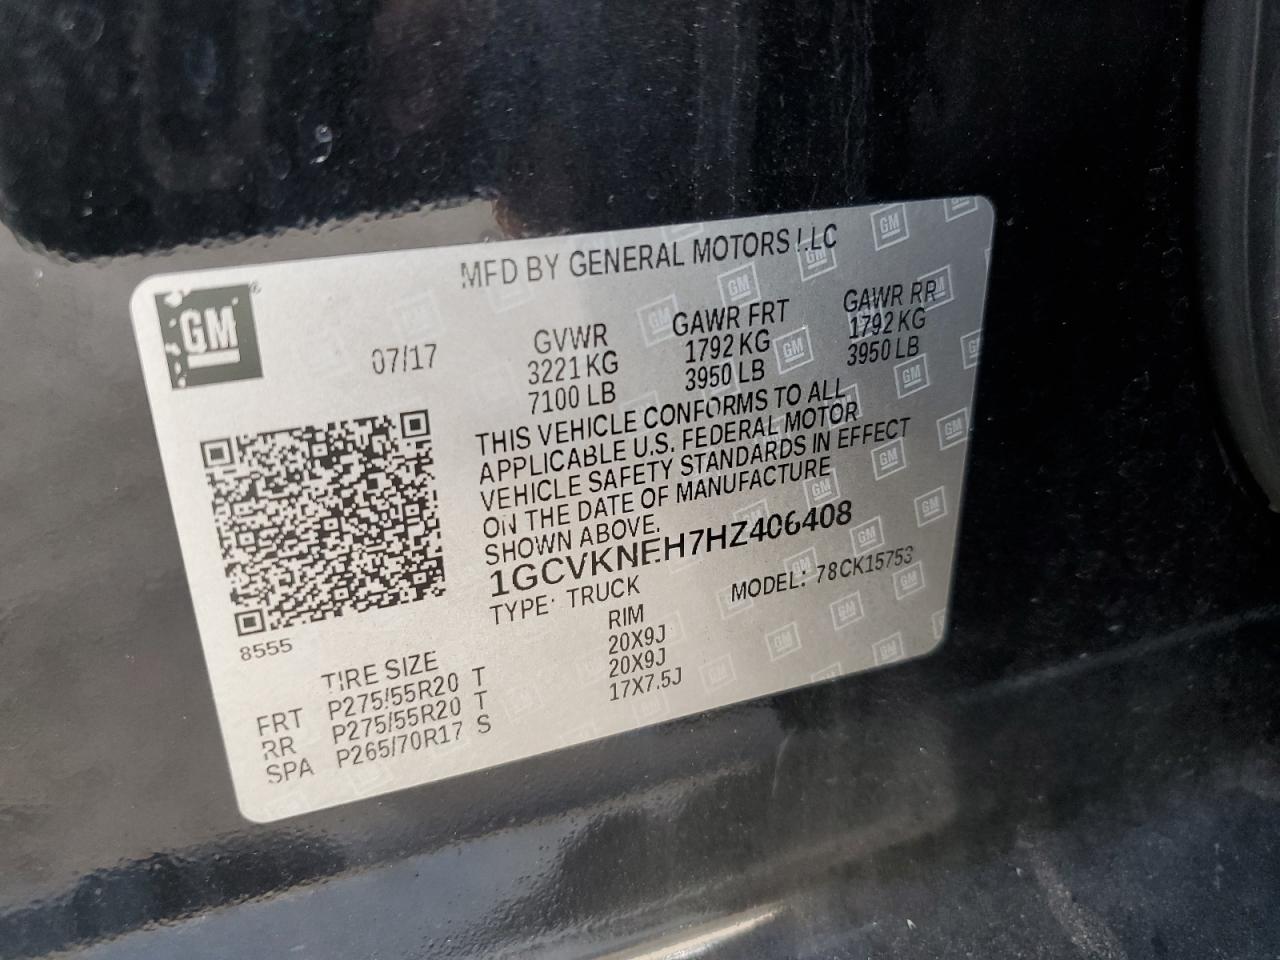 MFD BY GENERAL MOTORS LLC
GM
07/17
GVWR GAWR FRT GAWR RR
3221 KG 1792 KG 1792 KG
7100 LB 3950 LB 3950 LB
THIS VEHICLE CONFORMS TO ALL
APPLICABLE U.S. FEDERAL MOTOR
VEHICLE SAFETY STANDARDS IN EFFECT
ON THE DATE OF MANUFACTURE
SHOWN ABOVE.
1GCVKNEH7HZ406408
TYPE: TRUCK MODEL: 78CK15753
8555
TIRE SIZE RIM
FRT P275/55R20 T 20X9J
RR P275/55R20 T 20X9J
SPA P265/70R17 S 17X7.5J